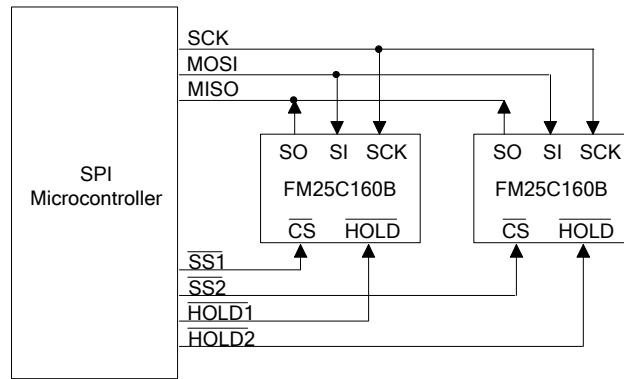 SCK
MOSI
MISO
SO SI SCK
FM25C160B
CS HOLD
SO SI SCK
FM25C160B
CS HOLD
SPI
Microcontroller
SS1
SS2
HOLD1
HOLD2